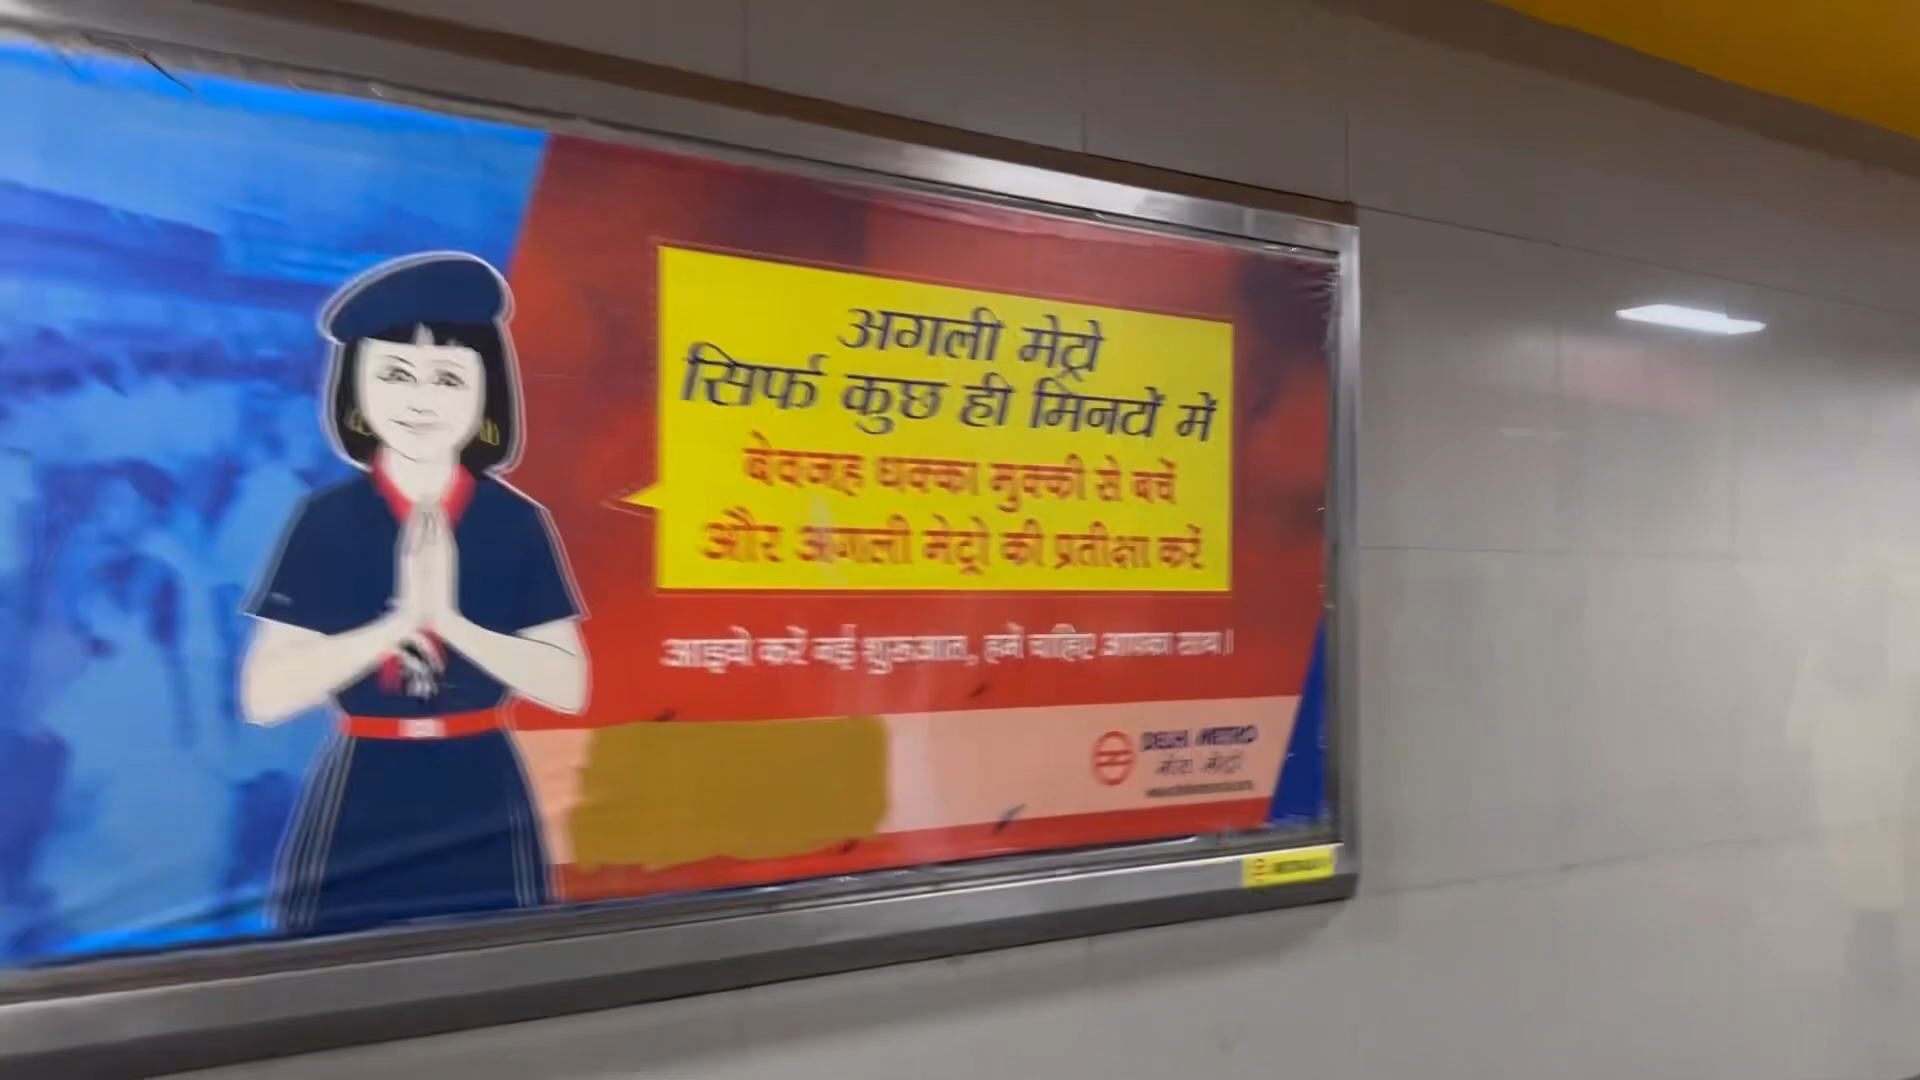 अगली मेट्रो
सिर्फ कुछ ही मिनटों में
बेवजह धक्का मुक्की से बचें
और अगली मेट्रो की प्रतीक्षा करें
आइये करें नई शुरूआत, हमें चाहिए आपका साथ।
DELHI METRO
मेरी मेट्रो